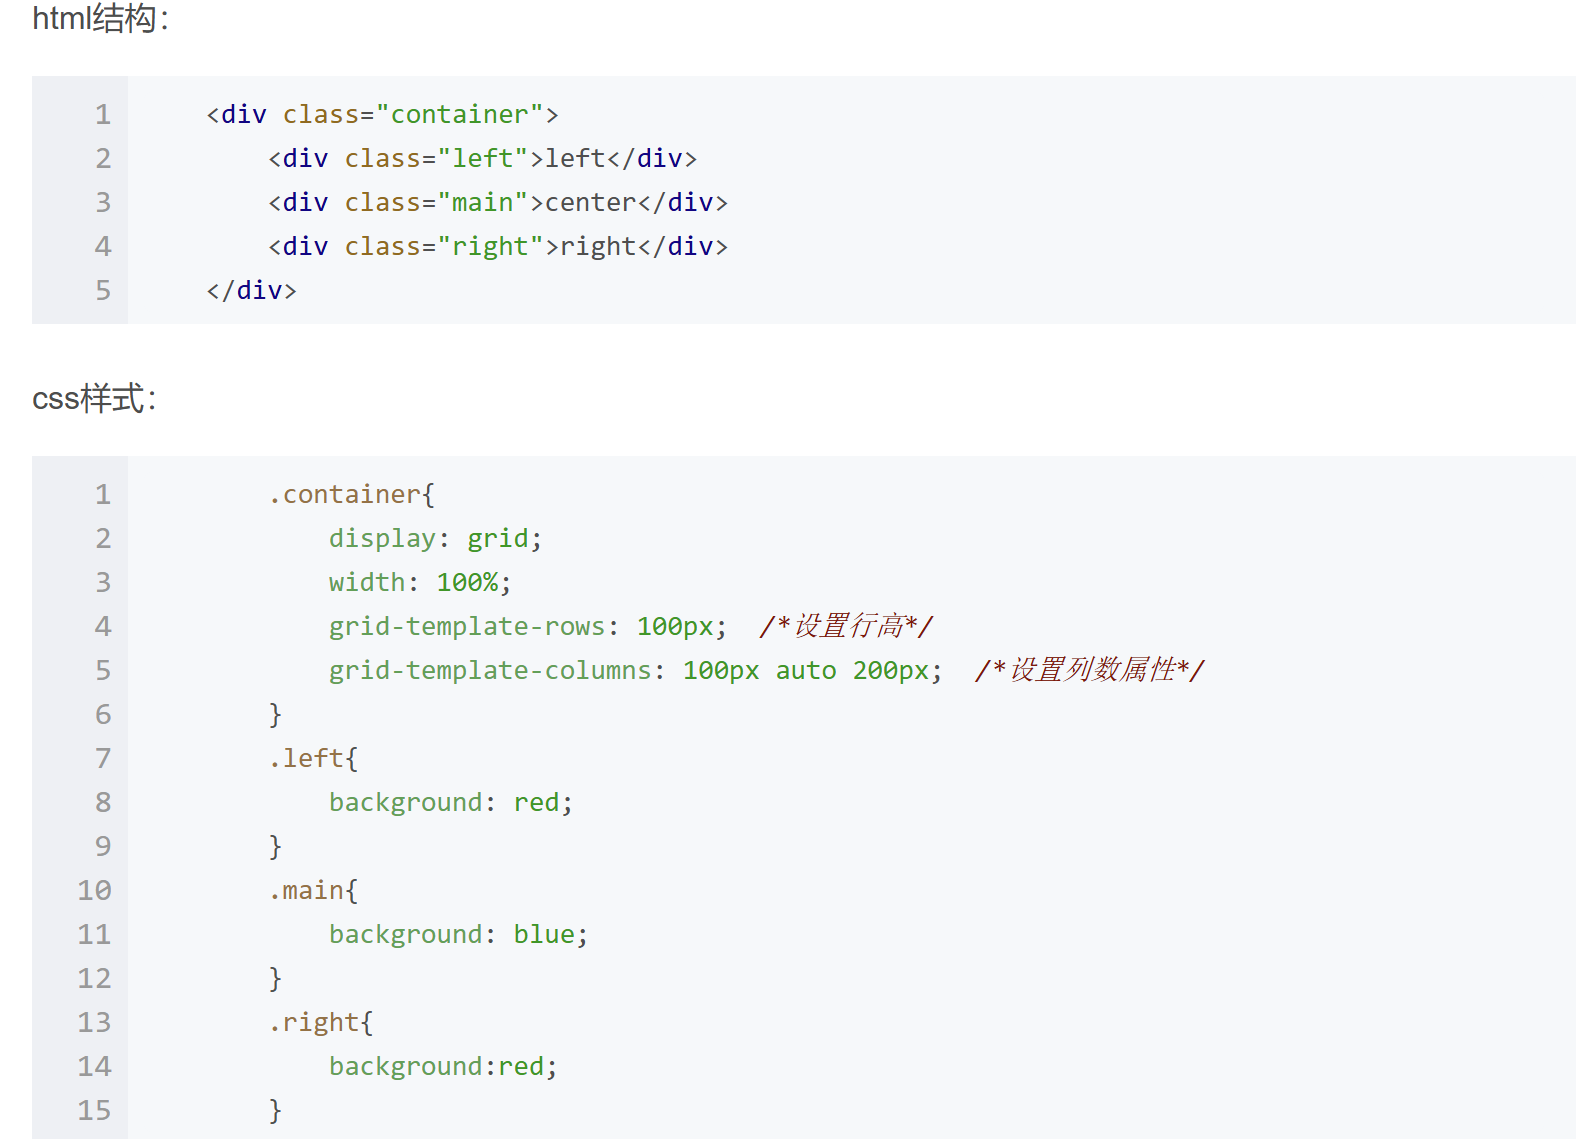 html结构：
1 <div class="container">
2 <div class="left">left</div>
3 <div class="main">center</div>
4 <div class="right">right</div>
5 </div>
css样式：
1 .container{
2 display: grid;
3 width: 100%;
4 grid-template-rows: 100px; /*设置行高*/
5 grid-template-columns: 100px auto 200px; /*设置列数属性*/
6 }
7 .left{
8 background: red;
9 }
10 .main{
11 background: blue;
12 }
13 .right{
14 background:red;
15 }